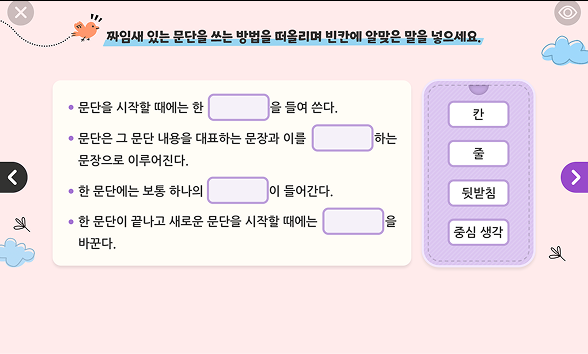 짜임새 있는 문단을 쓰는 방법을 떠올리며 빈칸에 알맞은 말을 넣으세요.
• 문단을 시작할 때에는 한 을 들여 쓴다.
• 문단은 그 문단 내용을 대표하는 문장과 이를 하는
문장으로 이루어진다.
• 한 문단에는 보통 하나의 이 들어간다.
• 한 문단이 끝나고 새로운 문단을 시작할 때에는 을
바꾼다.
칸
줄
뒷받침
중심 생각